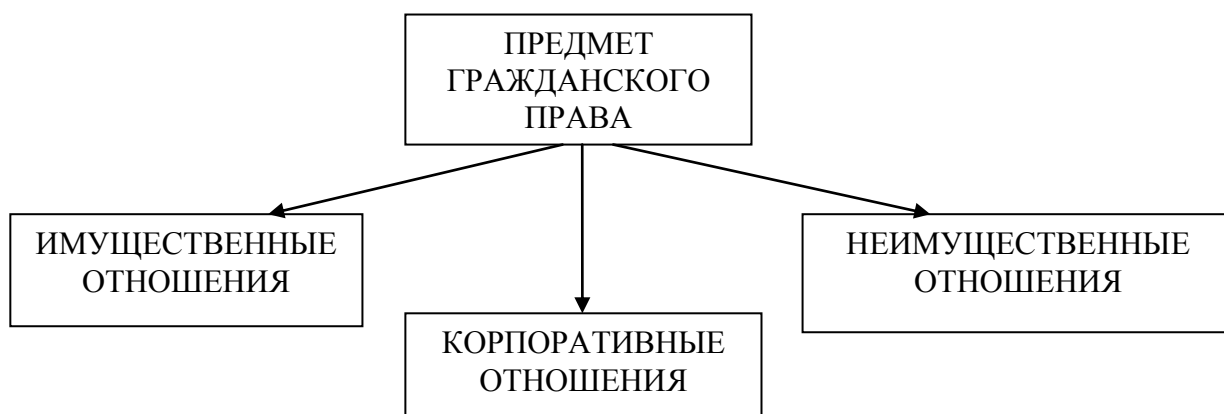 ПРЕДМЕТ
ГРАЖДАНСКОГО
ПРАВА
ИМУЩЕСТВЕННЫЕ
ОТНОШЕНИЯ
НЕИМУЩЕСТВЕННЫЕ
ОТНОШЕНИЯ
КОРПОРАТИВНЫЕ
ОТНОШЕНИЯ